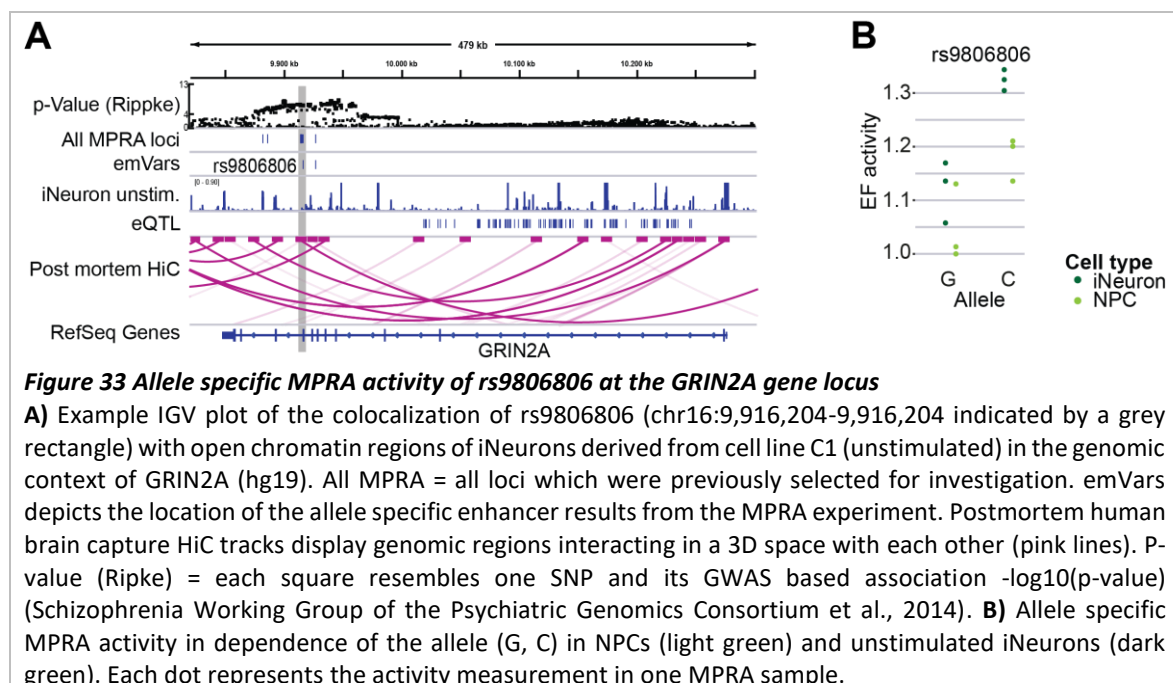 A
B
479 kb
9.900 kb 10.000 kb 10.100 kb 10.200 kb
13
4
0
p-Value (Rippke)
All MPRA loci
emVars
rs9806806
iNeuron unstim.
[0 - 0.90]
eQTL
Post mortem HiC
RefSeq Genes
GRIN2A
rs9806806
1.3
1.2
1.1
1.0
EF activity
G C
Allele
Cell type
iNeuron
NPC
Figure 33 Allele specific MPRA activity of rs9806806 at the GRIN2A gene locus
A) Example IGV plot of the colocalization of rs9806806 (chr16:9,916,204-9,916,204 indicated by a grey
rectangle) with open chromatin regions of iNeurons derived from cell line C1 (unstimulated) in the genomic
context of GRIN2A (hg19). All MPRA = all loci which were previously selected for investigation. emVars
depicts the location of the allele specific enhancer results from the MPRA experiment. Postmortem human
brain capture HiC tracks display genomic regions interacting in a 3D space with each other (pink lines). P-
value (Ripke) = each square resembles one SNP and its GWAS based association -log10(p-value)
(Schizophrenia Working Group of the Psychiatric Genomics Consortium et al., 2014). B) Allele specific
MPRA activity in dependence of the allele (G, C) in NPCs (light green) and unstimulated iNeurons (dark
green). Each dot represents the activity measurement in one MPRA sample.